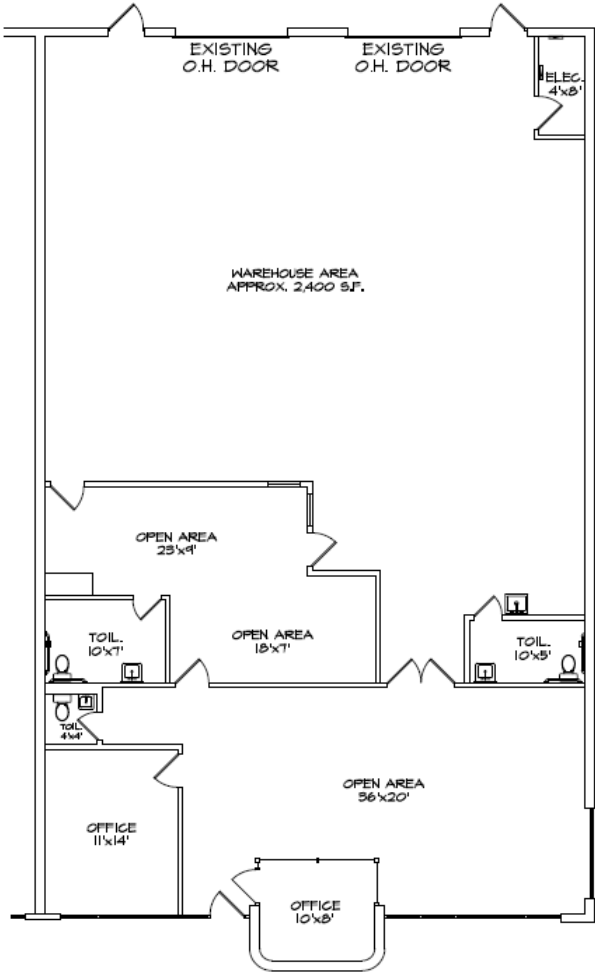 EXISTING
O.H. DOOR
EXISTING
O.H. DOOR
ELEC.
4'x8'
WAREHOUSE AREA
APPROX. 2,400 S.F.
OPEN AREA
23'x9'
OPEN AREA
18'x7'
TOIL.
10'x7'
TOIL.
10'x5'
TOIL.
4'x4'
OPEN AREA
36'x20'
OFFICE
11'x14'
OFFICE
10'x8'